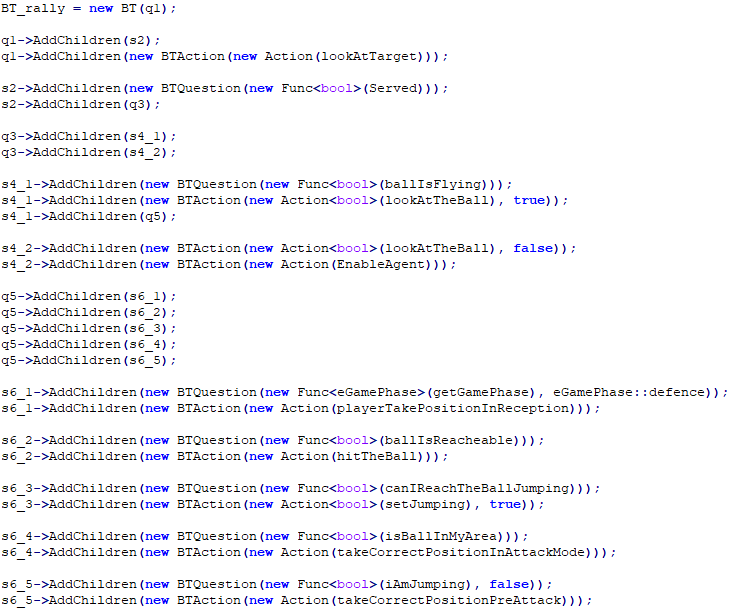 BT_rally = new BT(q1);
q1->AddChildren(s2);
q1->AddChildren(new BTAction(new Action(lookAtTarget)));
s2->AddChildren(new BTQuestion(new Func<bool>(Served)));
s2->AddChildren(q3);
q3->AddChildren(s4_1);
q3->AddChildren(s4_2);
s4_1->AddChildren(new BTQuestion(new Func<bool>(ballIsFlying)));
s4_1->AddChildren(new BTAction(new Action<bool>(lookAtTheBall), true));
s4_1->AddChildren(q5);
s4_2->AddChildren(new BTAction(new Action<bool>(lookAtTheBall), false));
s4_2->AddChildren(new BTAction(new Action(EnableAgent)));
q5->AddChildren(s6_1);
q5->AddChildren(s6_2);
q5->AddChildren(s6_3);
q5->AddChildren(s6_4);
q5->AddChildren(s6_5);
s6_1->AddChildren(new BTQuestion(new Func<eGamePhase>(getGamePhase), eGamePhase::defence));
s6_1->AddChildren(new BTAction(new Action(playerTakePositionInReception)));
s6_2->AddChildren(new BTQuestion(new Func<bool>(ballIsReacheable)));
s6_2->AddChildren(new BTAction(new Action(hitTheBall)));
s6_3->AddChildren(new BTQuestion(new Func<bool>(canIReachTheBallJumping)));
s6_3->AddChildren(new BTAction(new Action<bool>(setJumping), true));
s6_4->AddChildren(new BTQuestion(new Func<bool>(isBallInMyArea)));
s6_4->AddChildren(new BTAction(new Action(takeCorrectPositionInAttackMode)));
s6_5->AddChildren(new BTQuestion(new Func<bool>(iAmJumping), false));
s6_5->AddChildren(new BTAction(new Action(takeCorrectPositionPreAttack)));